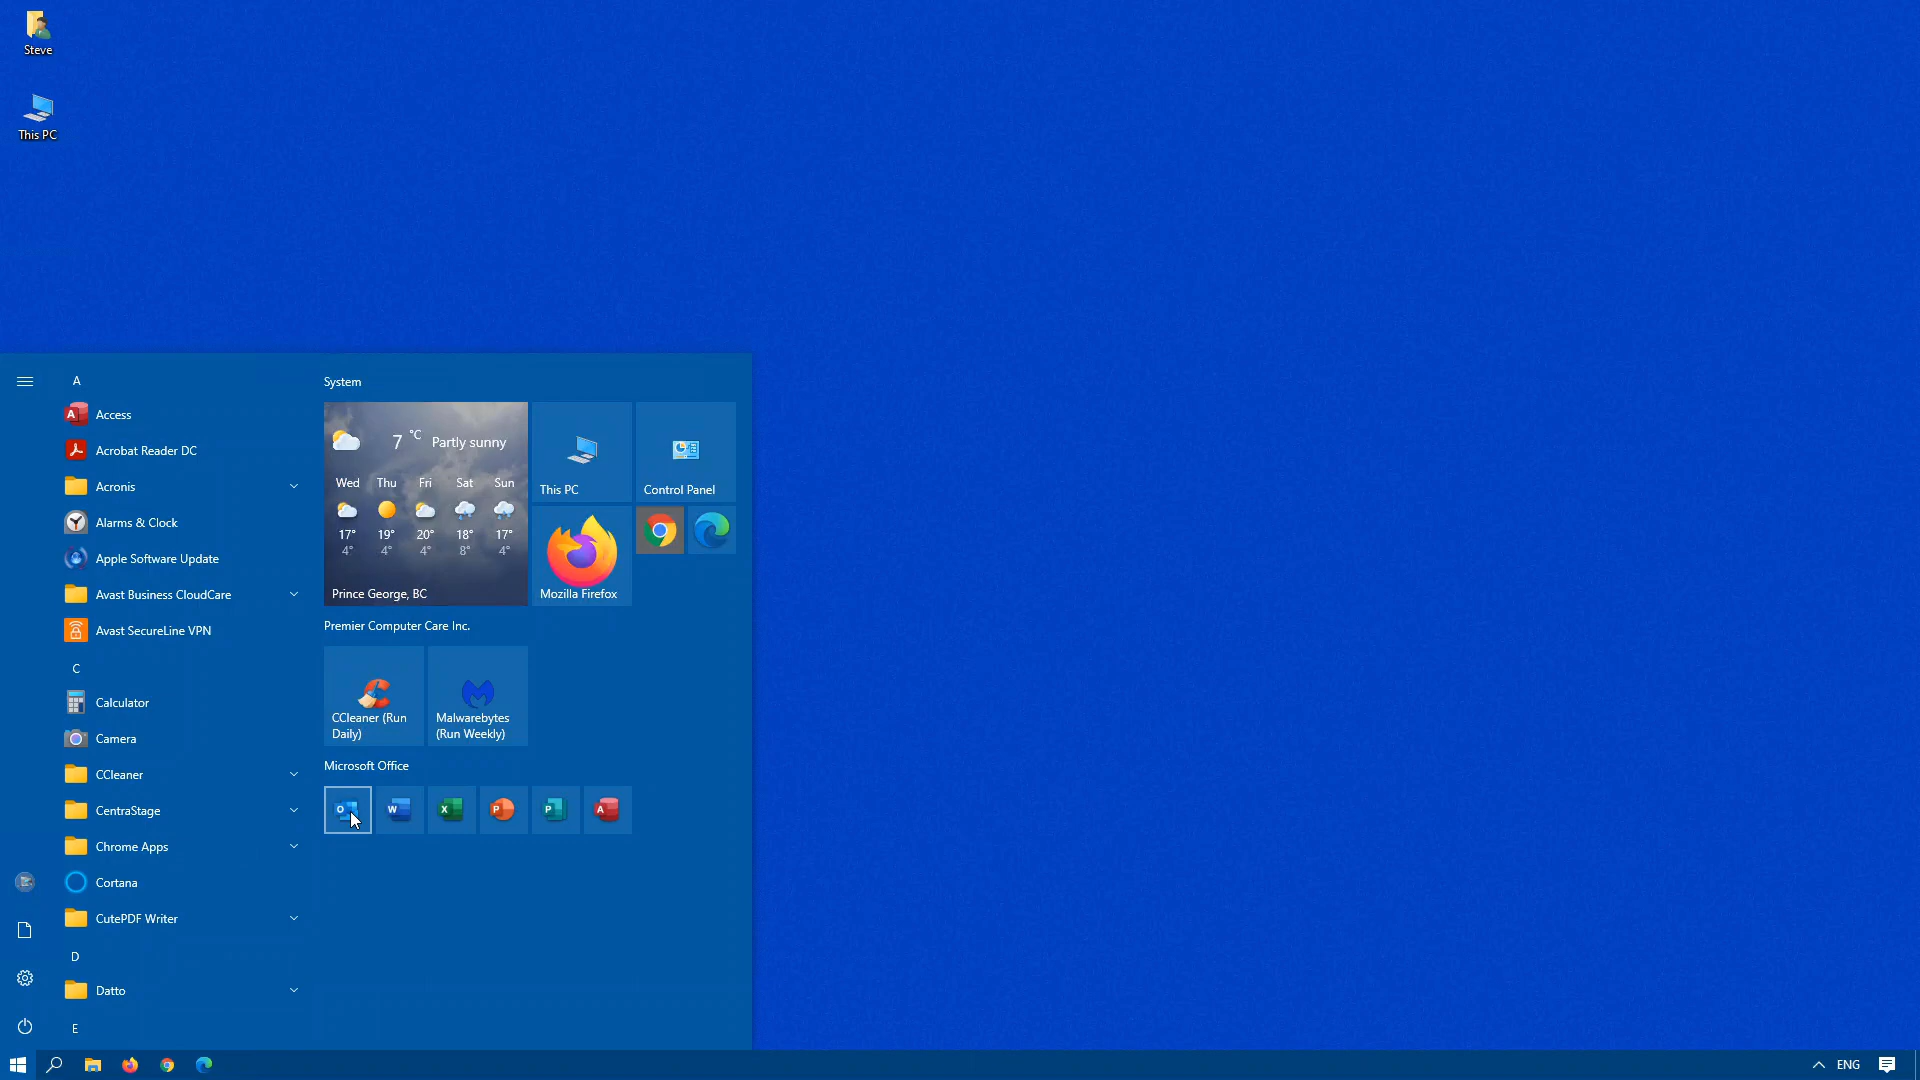 Steve
This PC
A
Access
Acrobat Reader DC
Acronis
Alarms & Clock
Apple Software Update
Avast Business CloudCare
Avast SecureLine VPN
C
Calculator
Camera
CCleaner
CentraStage
Chrome Apps
Cortana
CutePDF Writer
D
Datto
E
System
7 °C Partly sunny
Wed Thu Fri Sat Sun
17° 19° 20° 18° 17°
4° 4° 4° 8° 4°
Prince George, BC
This PC
Control Panel
Mozilla Firefox
Premier Computer Care Inc.
CCleaner (Run
Daily)
Malwarebytes
(Run Weekly)
Microsoft Office
O W X P P A
ENG